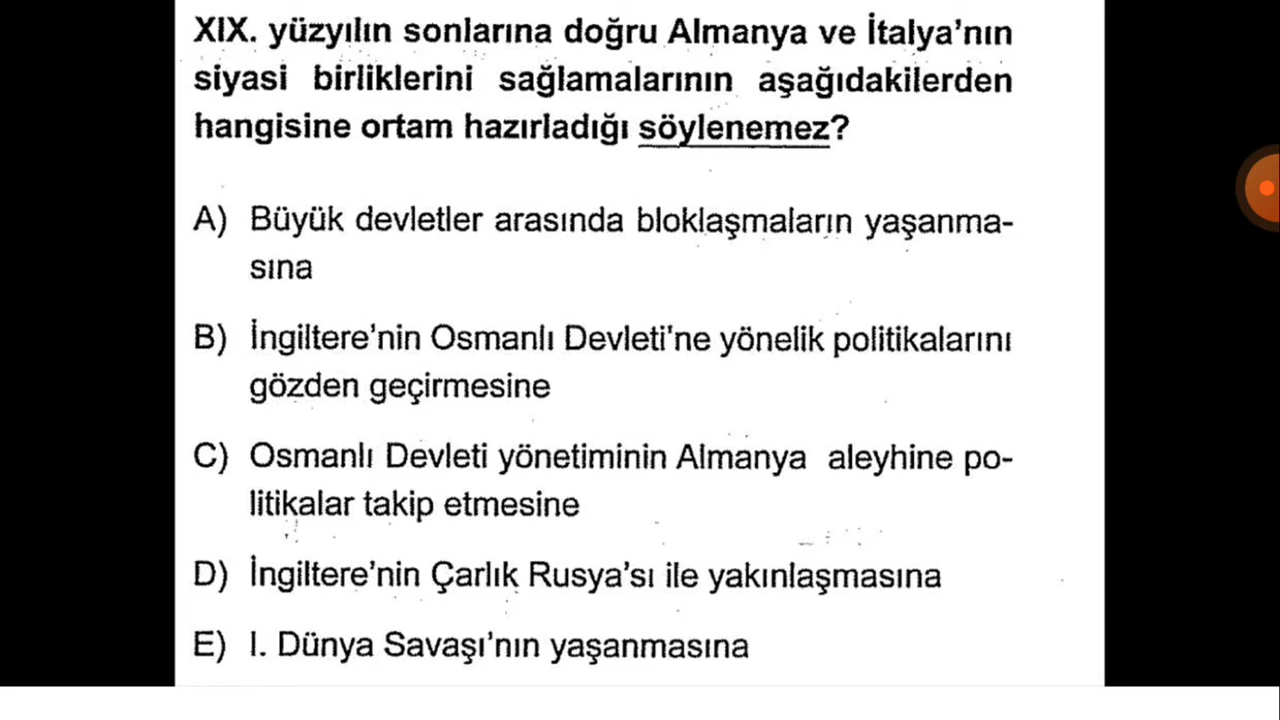 XIX. yüzyılın sonlarına doğru Almanya ve İtalya'nın
siyasi birliklerini sağlamalarının aşağıdakilerden
hangisine ortam hazırladığı söylenemez?
A) Büyük devletler arasında bloklaşmaların yaşanma-
sına
B) İngiltere'nin Osmanlı Devleti'ne yönelik politikalarını
gözden geçirmesine
C) Osmanlı Devleti yönetiminin Almanya aleyhine po-
litikalar takip etmesine
D) İngiltere'nin Çarlık Rusya'sı ile yakınlaşmasına
E) I. Dünya Savaşı'nın yaşanmasına